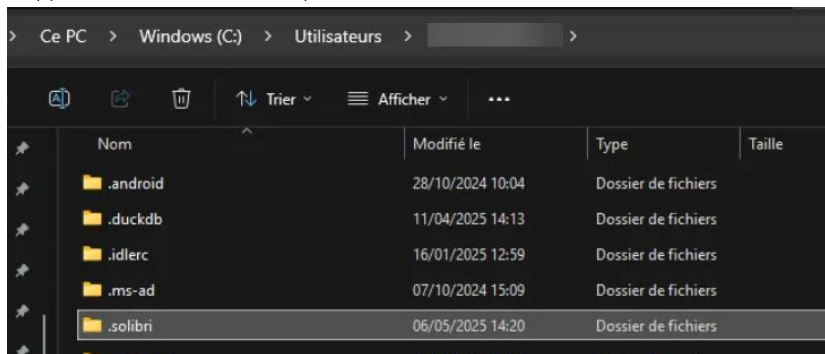 > Ce PC > Windows (C:) > Utilisateurs > >
Trier Afficher ...
Nom Modifié le Type Taille
.android 28/10/2024 10:04 Dossier de fichiers
.duckdb 11/04/2025 14:13 Dossier de fichiers
.idlerc 16/01/2025 12:59 Dossier de fichiers
.ms-ad 07/10/2024 15:09 Dossier de fichiers
.solibri 06/05/2025 14:20 Dossier de fichiers